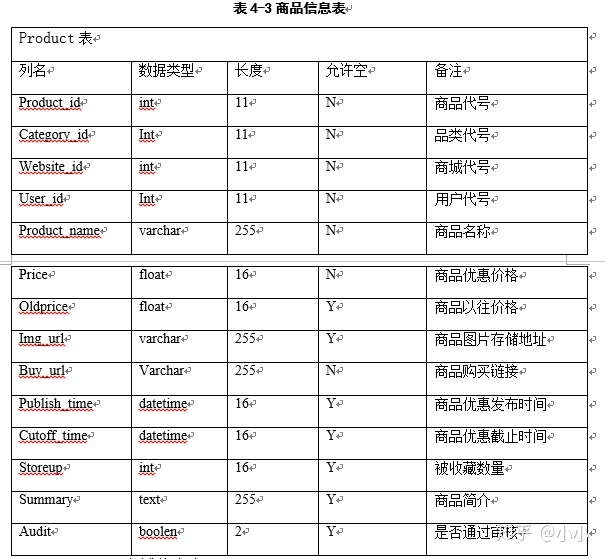 表 4-3 商品信息表
Product 表
列名 数据类型 长度 允许空 备注
Product_id int 11 N 商品代号
Category_id Int 11 N 品类代号
Website_id int 11 N 商城代号
User_id Int 11 N 用户代号
Product_name varchar 255 N 商品名称
Price float 16 N 商品优惠价格
Oldprice float 16 Y 商品以往价格
Img_url varchar 255 Y 商品图片存储地址
Buy_url Varchar 255 N 商品购买链接
Publish_time datetime 16 Y 商品优惠发布时间
Cutoff_time datetime 16 Y 商品优惠截止时间
Storeup int 16 Y 被收藏数量
Summary text 255 Y 商品简介
Audit boolen 2 Y 是否通过审核
知乎 @小小